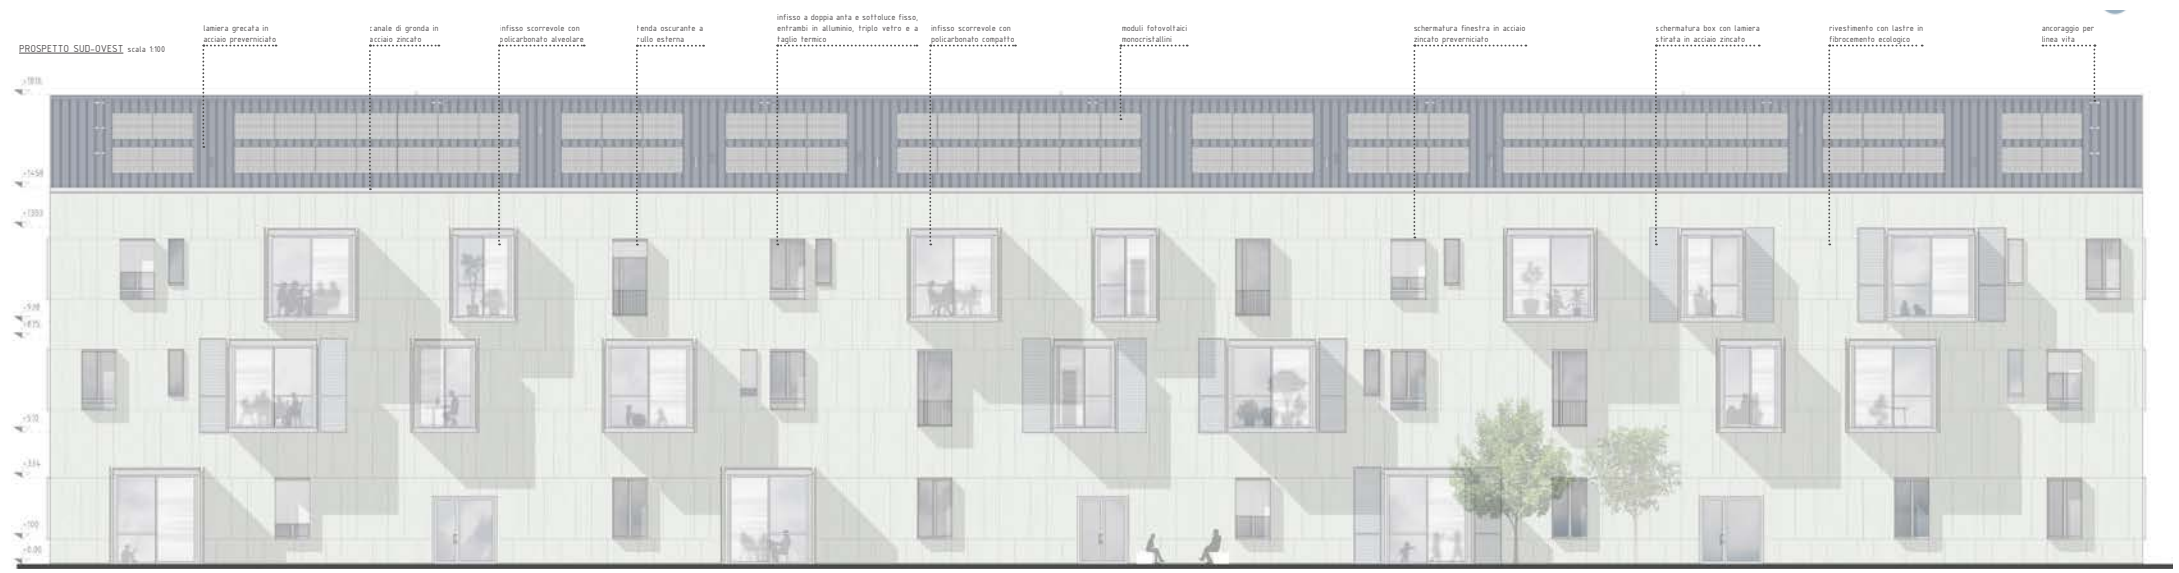 PROSPETTO SUD-OVEST scala 1:100
lamiera grecata in
acciaio preverniciato
canale di gronda in
acciaio zincato
infisso scorrevole con
policarbonato alveolare
tenda oscurante a
rullo esterna
infisso a doppia anta e sottoluce fisso,
entrambi in alluminio, triplo vetro e a
taglio termico
infisso scorrevole con
policarbonato compatto
moduli fotovoltaici
monocristallini
schermatura finestra in acciaio
zincato preverniciato
schermatura box con lamiera
stirata in acciaio zincato
rivestimento con lastre in
fibrocemento ecologico
ancoraggio per
linea vita
+0.00